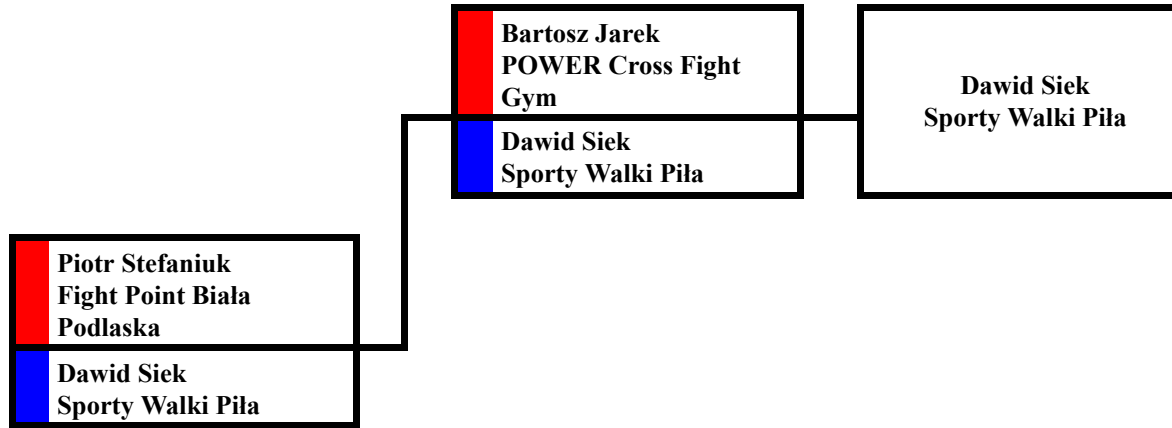 Bartosz Jarek
POWER Cross Fight
Gym
Dawid Siek
Sporty Walki Piła
Dawid Siek
Sporty Walki Piła
Piotr Stefaniuk
Fight Point Biała
Podlaska
Dawid Siek
Sporty Walki Piła